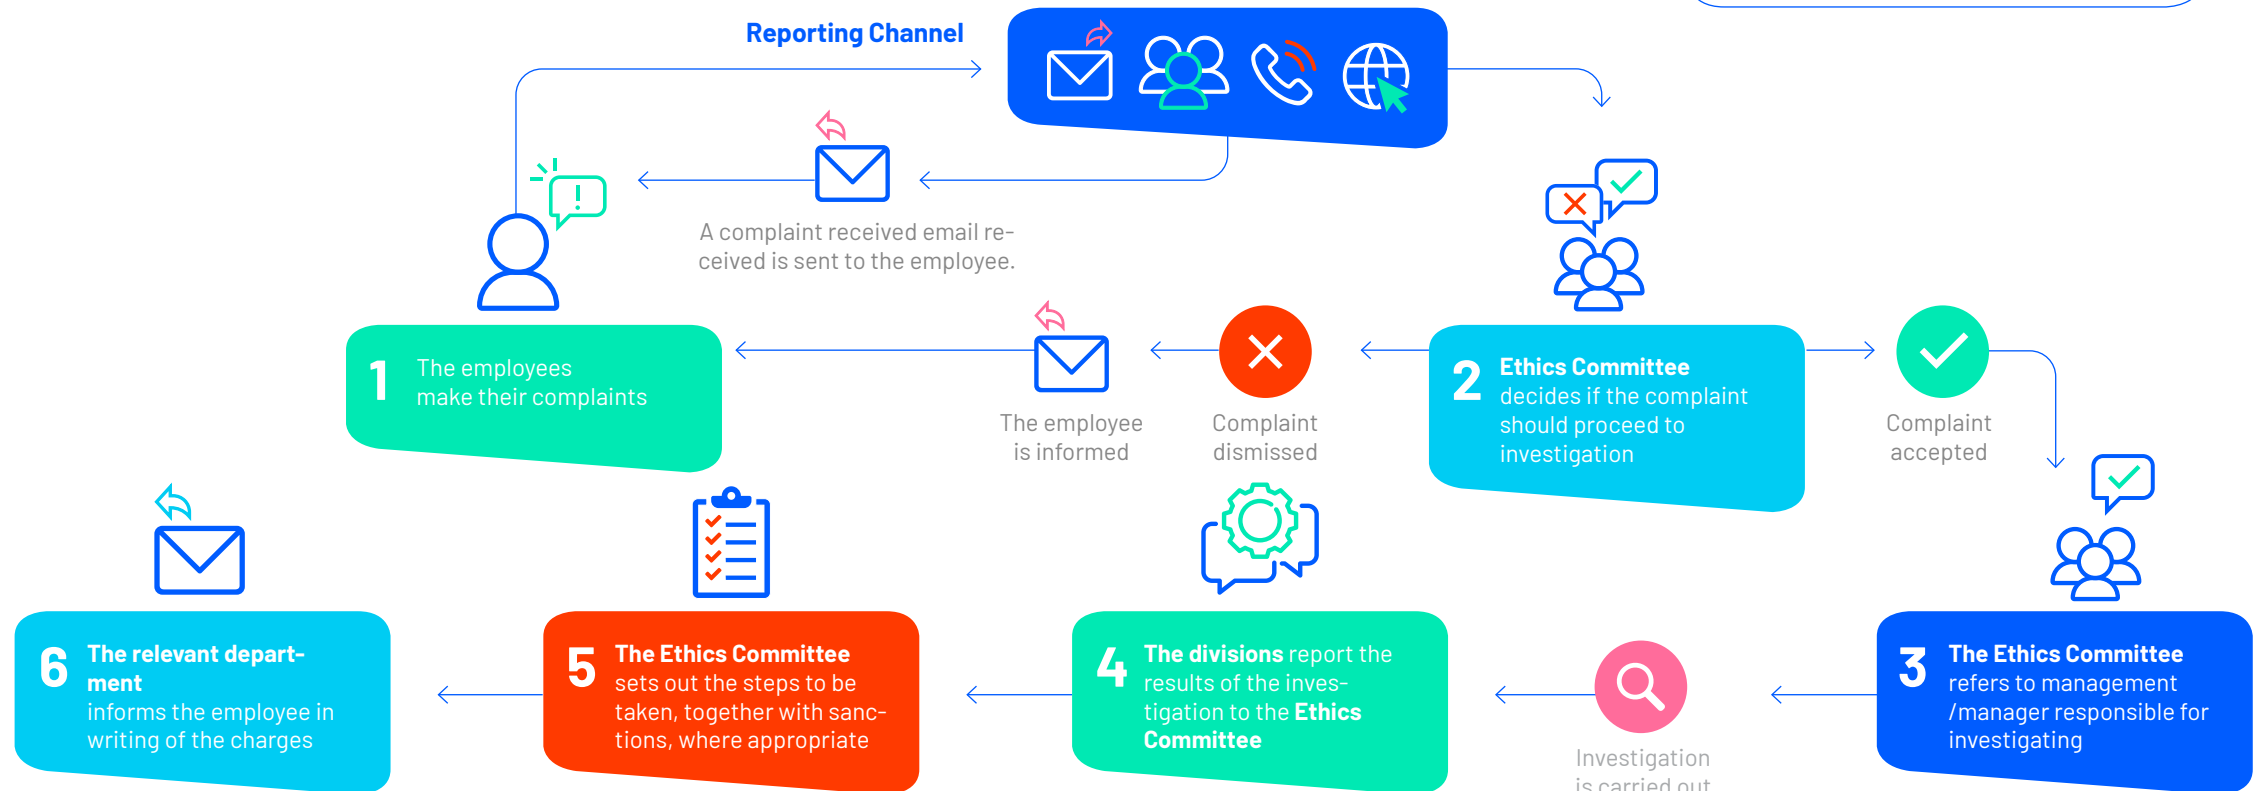 Reporting Channel
A complaint received email re-
ceived is sent to the employee.
1
The employees
make their complaints
The employee
is informed
Complaint
dismissed
2
Ethics Committee
decides if the complaint
should proceed to
investigation
Complaint
accepted
3
The Ethics Committee
refers to management
/manager responsible for
investigating
Investigation
is carried out
4
The divisions report the
results of the inves-
tigation to the Ethics
Committee
5
The Ethics Committee
sets out the steps to be
taken, together with sanc-
tions, where appropriate
6
The relevant depart-
ment
informs the employee in
writing of the charges